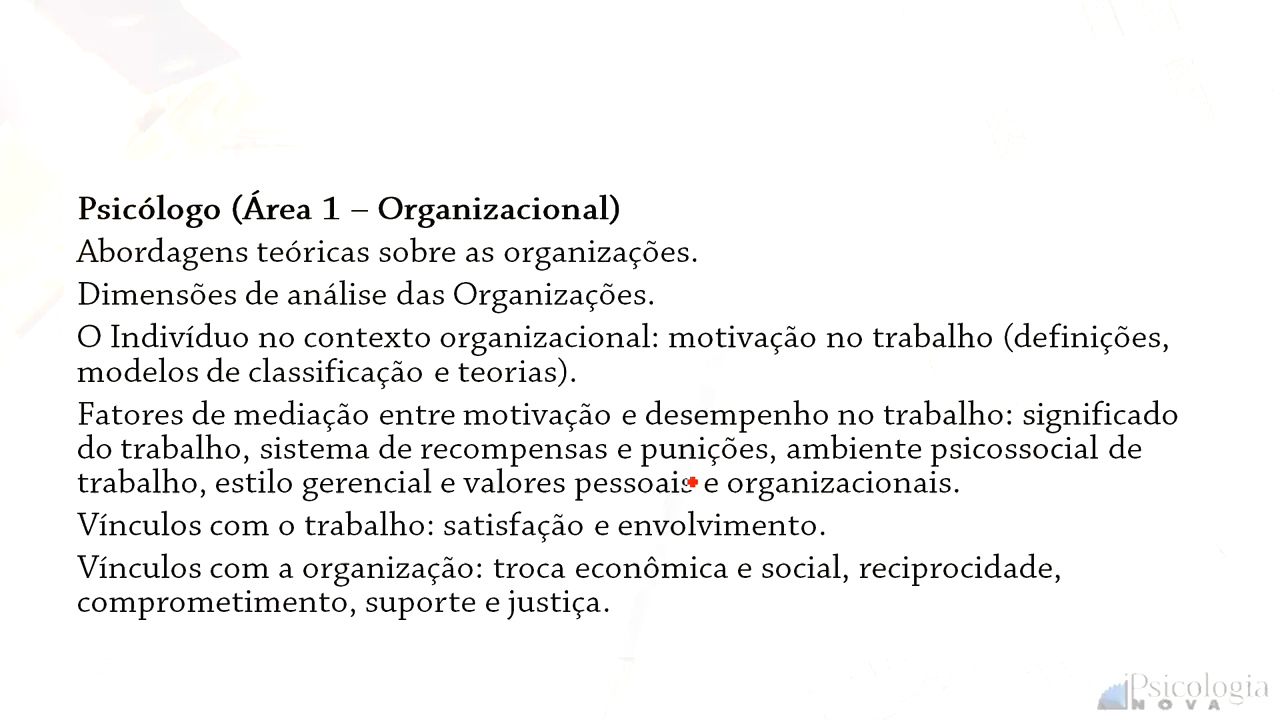 Psicólogo (Área 1 – Organizacional)
Abordagens teóricas sobre as organizações.
Dimensões de análise das Organizações.
O Indivíduo no contexto organizacional: motivação no trabalho (definições,
modelos de classificação e teorias).
Fatores de mediação entre motivação e desempenho no trabalho: significado
do trabalho, sistema de recompensas e punições, ambiente psicossocial de
trabalho, estilo gerencial e valores pessoais e organizacionais.
Vínculos com o trabalho: satisfação e envolvimento.
Vínculos com a organização: troca econômica e social, reciprocidade,
comprometimento, suporte e justiça.
Psicologia
NOVA